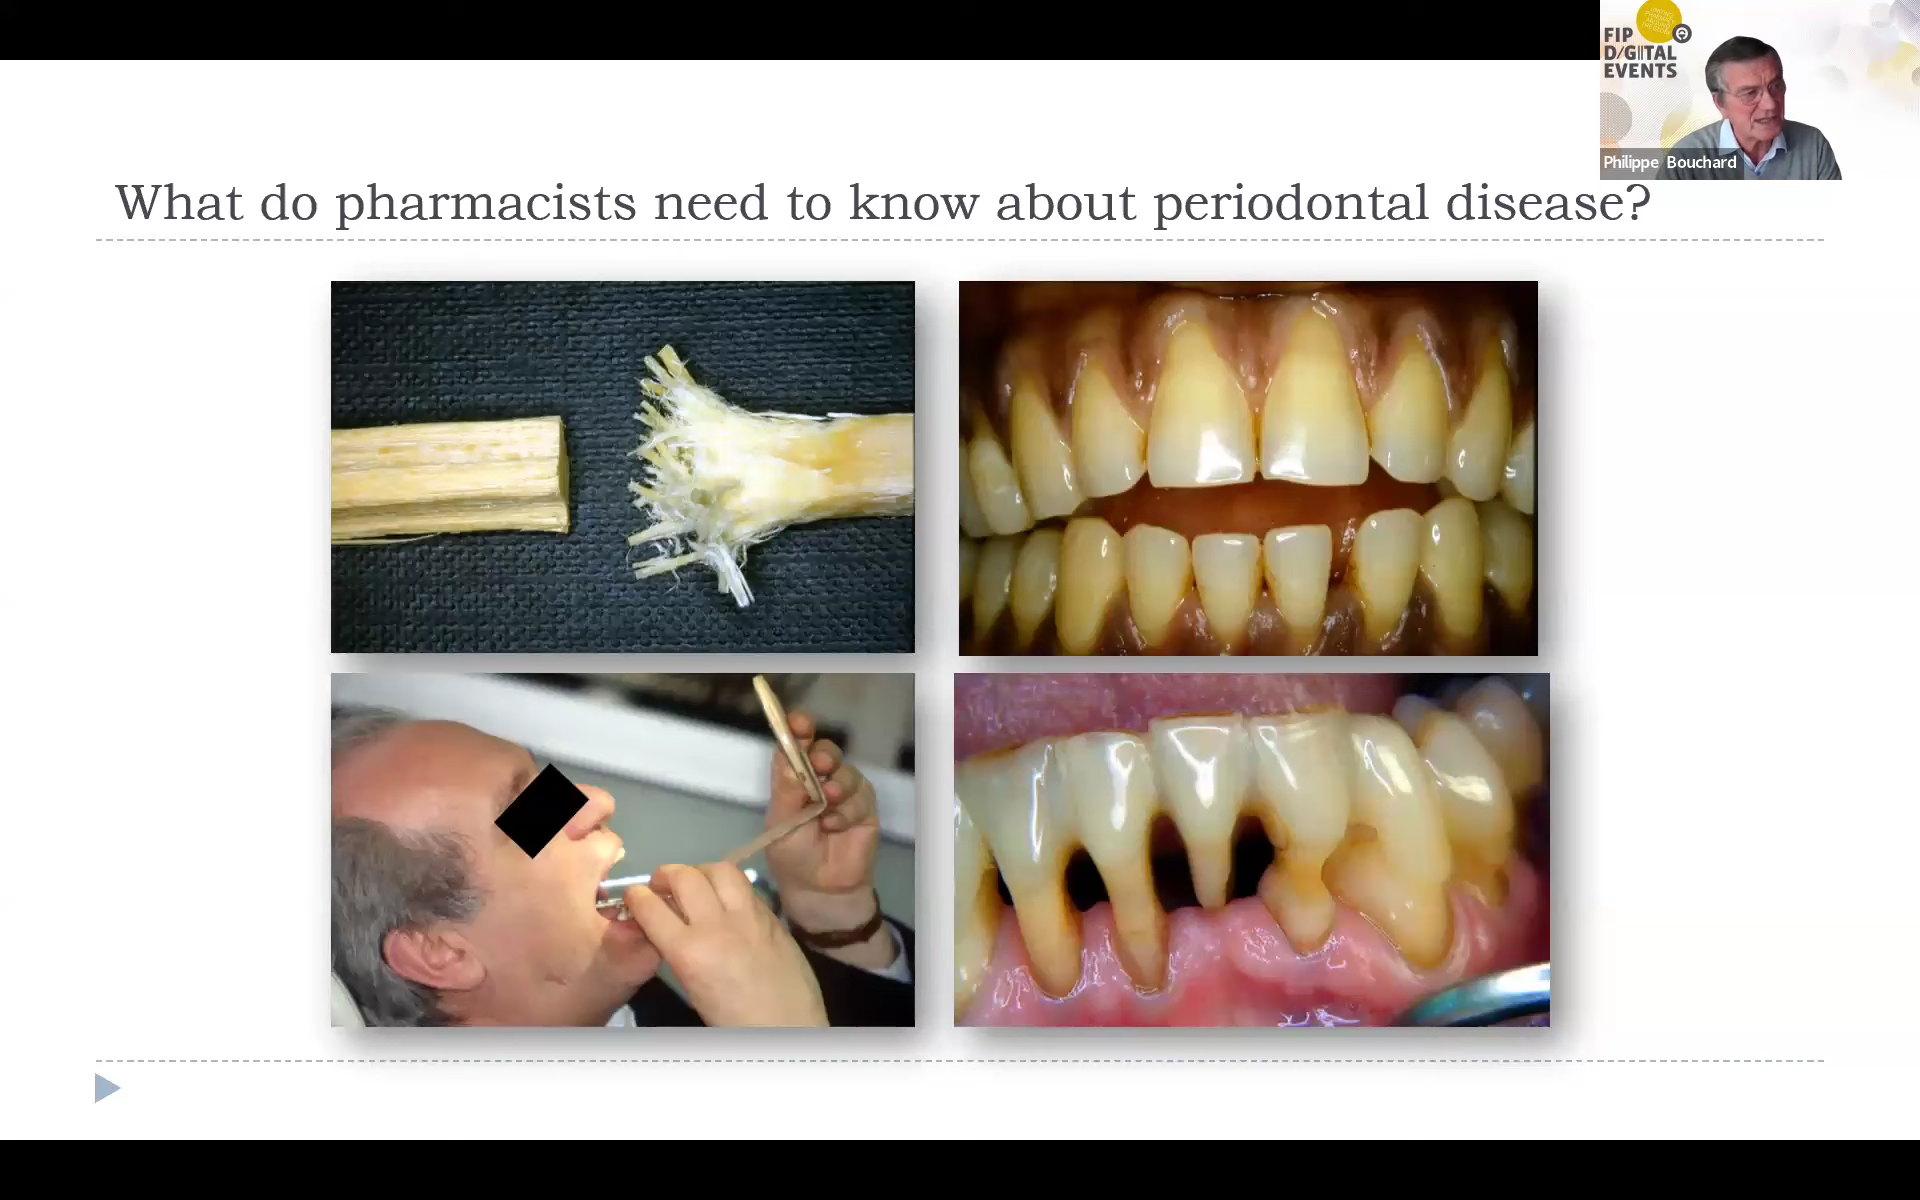 FIP
D/GITAL
EVENTS
Philippe Bouchard
What do pharmacists need to know about periodontal disease?